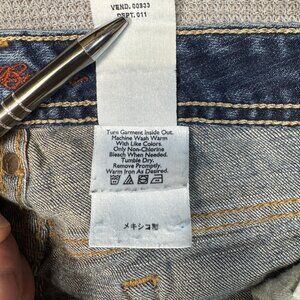 VEND. 00933
DEPT. 011
Turn Garment Inside Out.
Machine Wash Warm
With Like Colors.
Only Non-Chlorine
Bleach When Needed.
Tumble Dry.
Remove Promptly.
Warm Iron As Desired.
メキシコ製